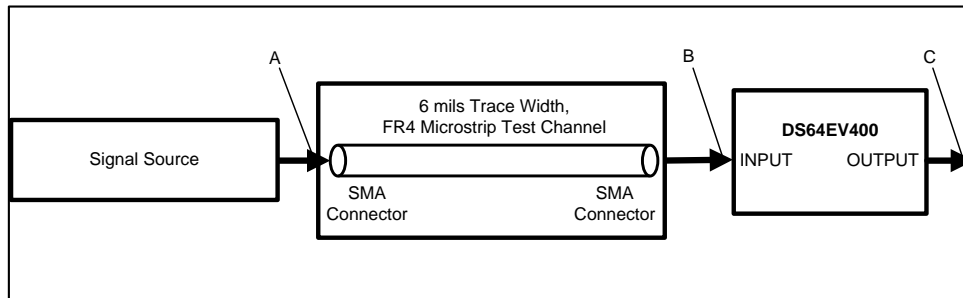 A
B
C
6 mils Trace Width,
FR4 Microstrip Test Channel
DS64EV400
Signal Source
INPUT OUTPUT
SMA
Connector
SMA
Connector